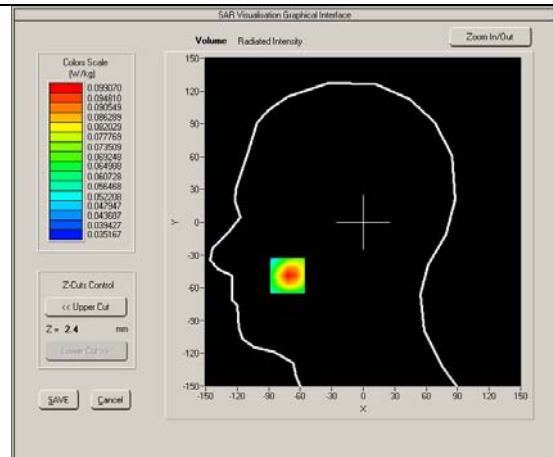 SAR Visualisation Graphical Interface
Volume Radiated Intensity
Zoom In/Out
Colors Scale
(W/kg)
0.099070
0.094810
0.090549
0.086289
0.082029
0.077769
0.073509
0.069248
0.064988
0.060728
0.056468
0.052208
0.047947
0.043687
0.039427
0.035167
Z-Cuts Control
<< Upper Cut
Z = 2.4 mm
Lower Cut >>
SAVE Cancel
150
120
90
60
30
0
-30
-60
-90
-120
-150
Y
-150 -120 -90 -60 -30 0 30 60 90 120 150
X